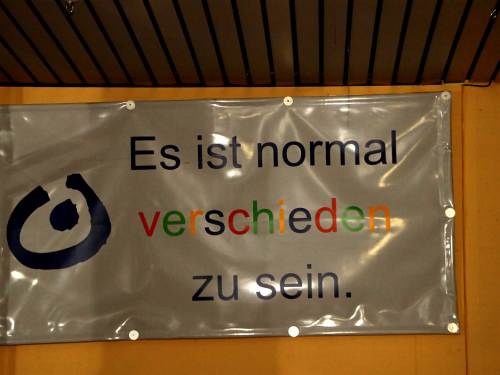 Es ist normal
verschieden
zu sein.